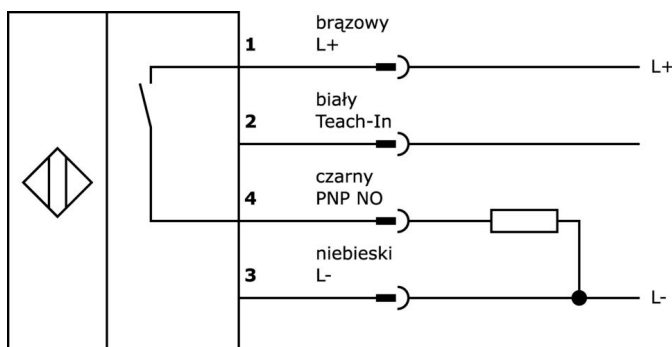 brązowy
1 L+
L+
biały
2 Teach-In
czarny
4 PNP NO
niebieski
3 L-
L-